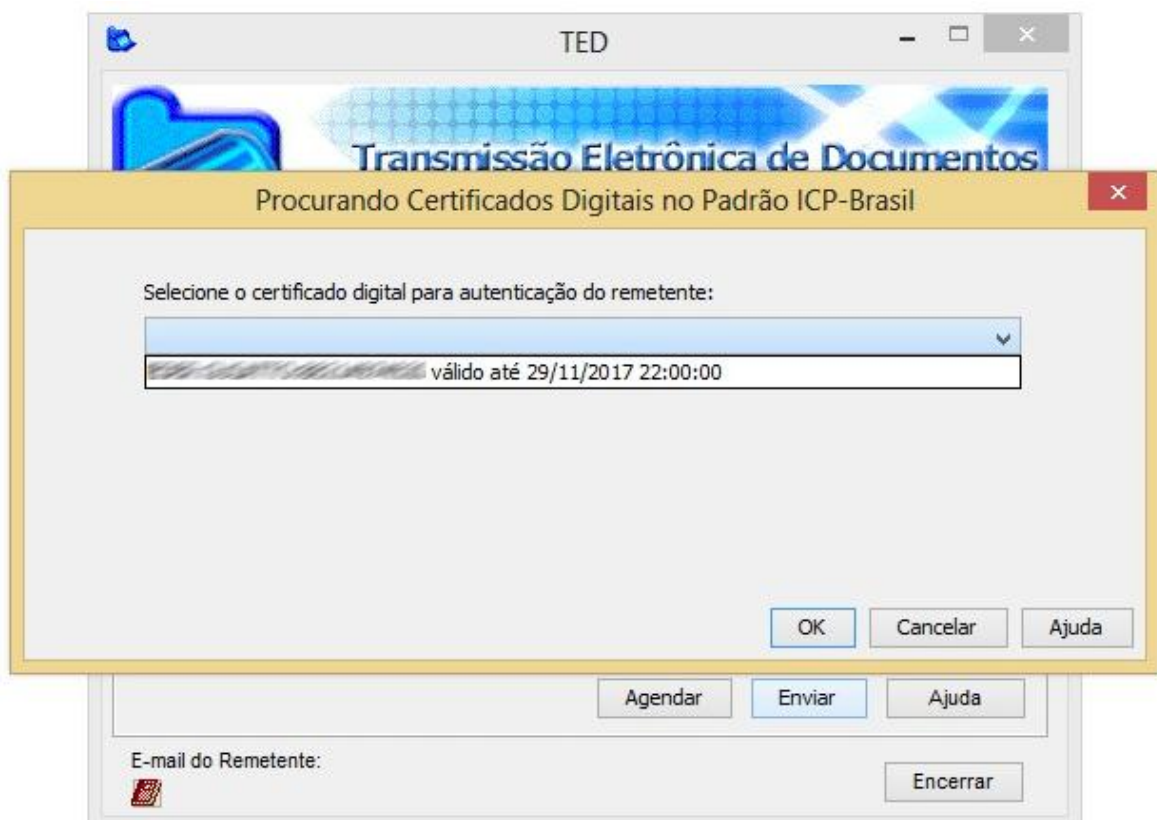 TED
Transmissão Eletrônica de Documentos
Procurando Certificados Digitais no Padrão ICP-Brasil
Selecione o certificado digital para autenticação do remetente:
válido até 29/11/2017 22:00:00
OK Cancelar Ajuda
Agendar Enviar Ajuda
E-mail do Remetente:
Encerrar